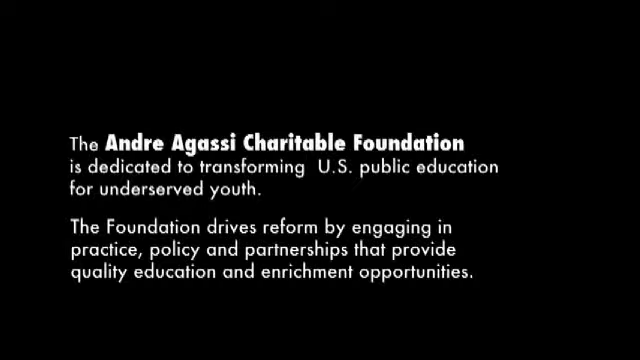 The Andre Agassi Charitable Foundation
is dedicated to transforming U.S. public education
for underserved youth.
The Foundation drives reform by engaging in
practice, policy and partnerships that provide
quality education and enrichment opportunities.